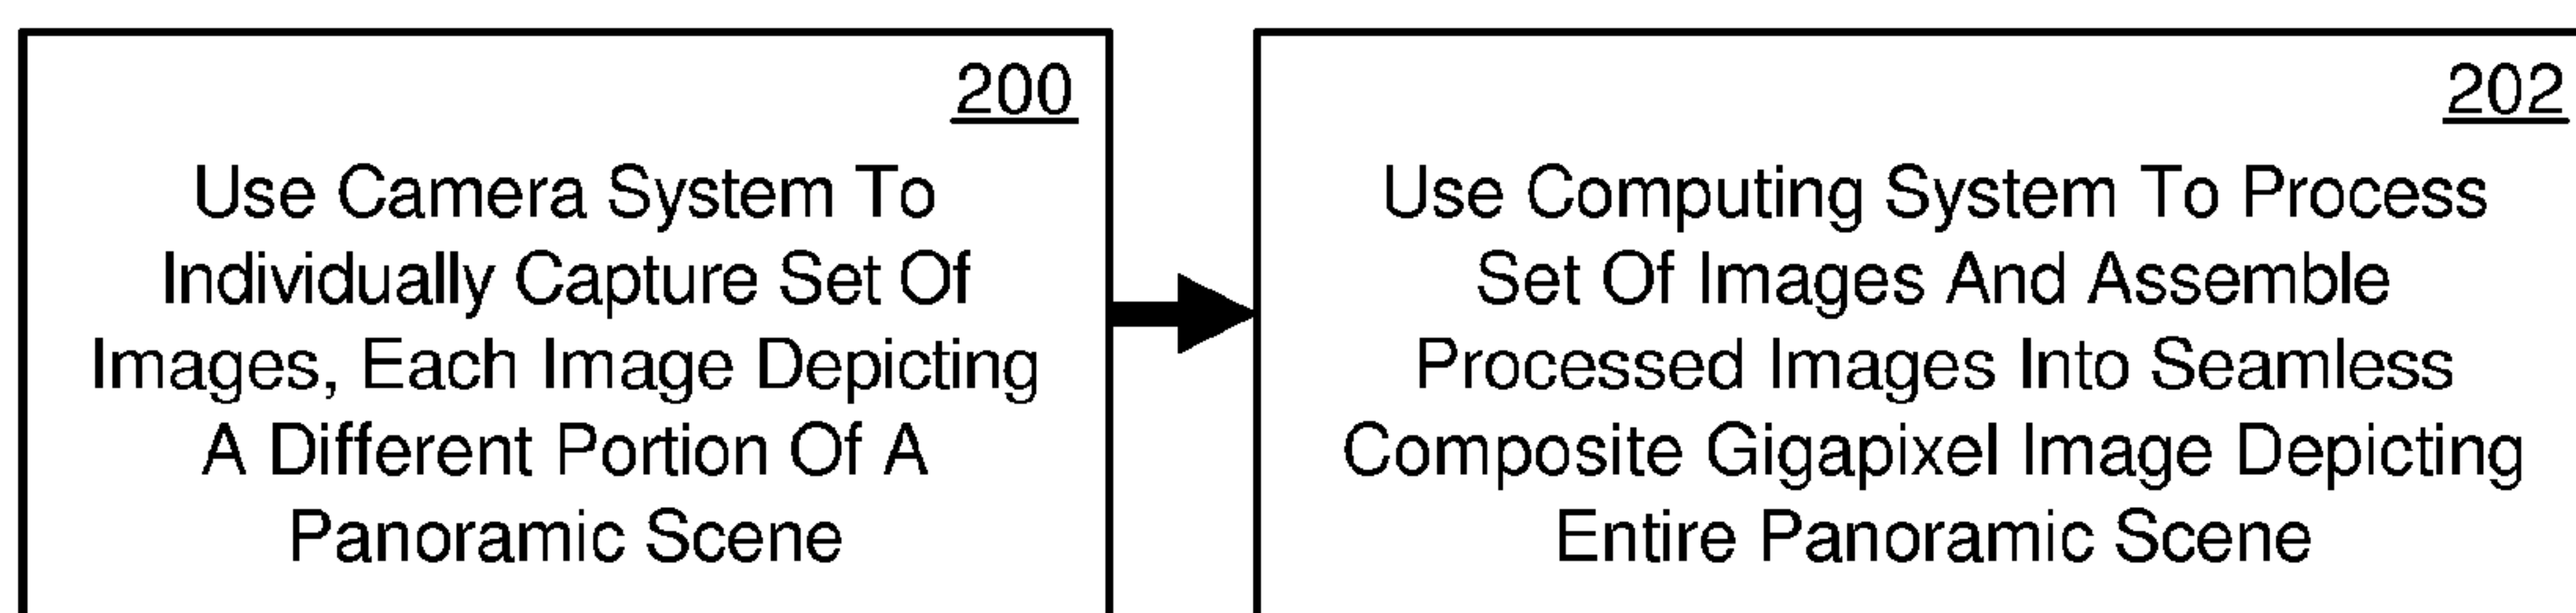 200
Use Camera System To
Individually Capture Set Of
Images, Each Image Depicting
A Different Portion Of A
Panoramic Scene
202
Use Computing System To Process
Set Of Images And Assemble
Processed Images Into Seamless
Composite Gigapixel Image Depicting
Entire Panoramic Scene